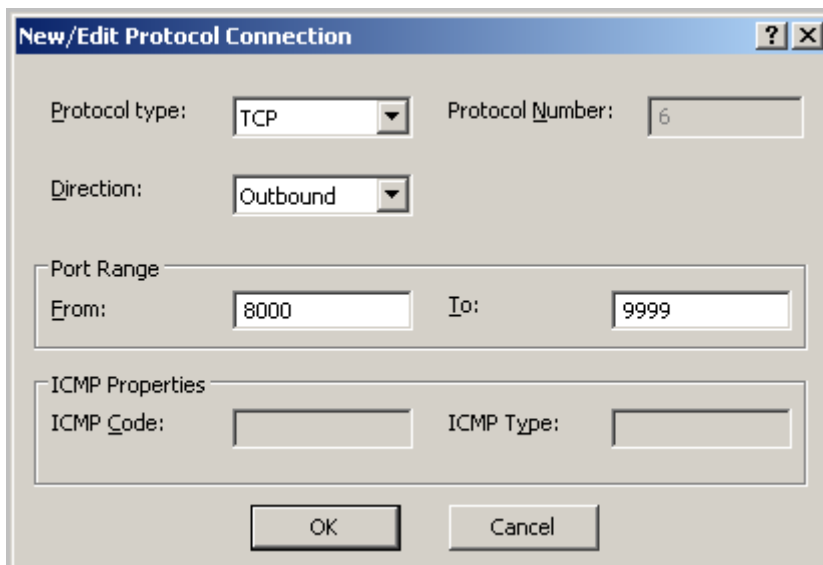 New/Edit Protocol Connection
Protocol type: TCP Protocol Number: 6
Direction: Outbound
Port Range
From: 8000 To: 9999
ICMP Properties
ICMP Code: ICMP Type:
OK Cancel